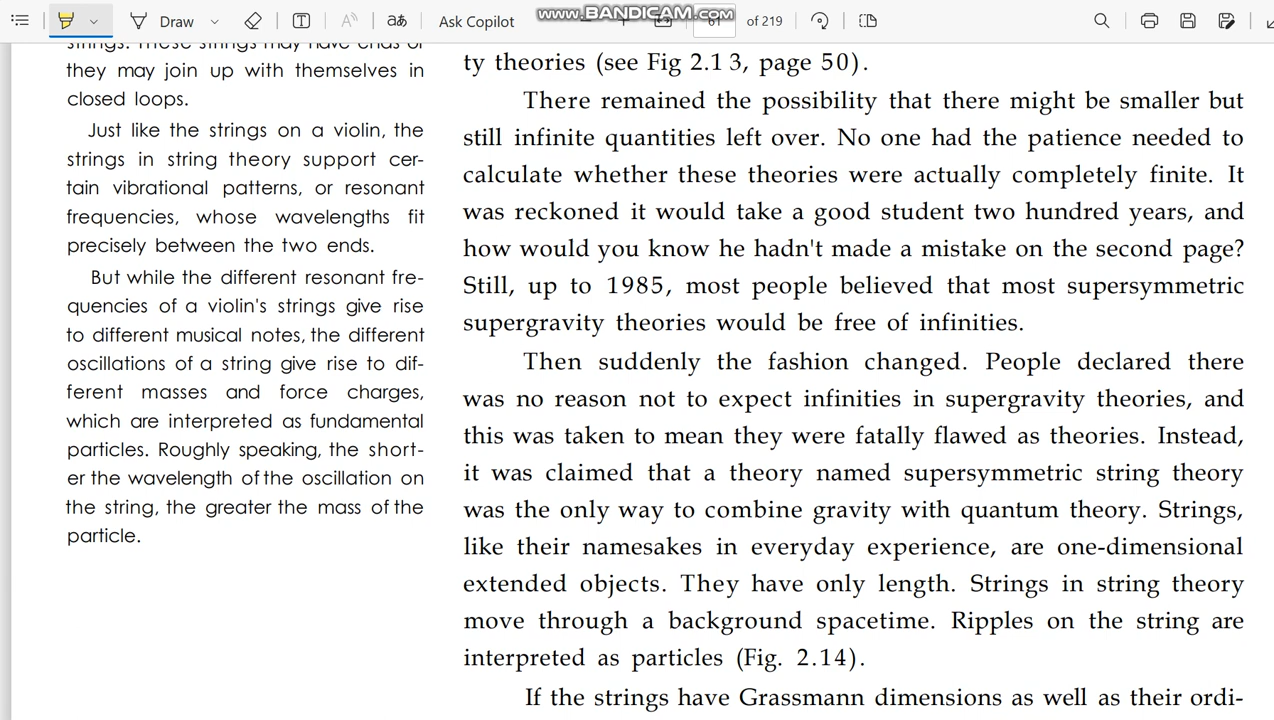 Draw
Ask Copilot
www.BANDICAM.com
61
of 219
strings. These strings may have ends or
they may join up with themselves in
closed loops.
Just like the strings on a violin, the
strings in string theory support cer-
tain vibrational patterns, or resonant
frequencies, whose wavelengths fit
precisely between the two ends.
But while the different resonant fre-
quencies of a violin's strings give rise
to different musical notes, the different
oscillations of a string give rise to dif-
ferent masses and force charges,
which are interpreted as fundamental
particles. Roughly speaking, the short-
er the wavelength of the oscillation on
the string, the greater the mass of the
particle.
ty theories (see Fig 2.1 3, page 50).
There remained the possibility that there might be smaller but
still infinite quantities left over. No one had the patience needed to
calculate whether these theories were actually completely finite. It
was reckoned it would take a good student two hundred years, and
how would you know he hadn't made a mistake on the second page?
Still, up to 1985, most people believed that most supersymmetric
supergravity theories would be free of infinities.
Then suddenly the fashion changed. People declared there
was no reason not to expect infinities in supergravity theories, and
this was taken to mean they were fatally flawed as theories. Instead,
it was claimed that a theory named supersymmetric string theory
was the only way to combine gravity with quantum theory. Strings,
like their namesakes in everyday experience, are one-dimensional
extended objects. They have only length. Strings in string theory
move through a background spacetime. Ripples on the string are
interpreted as particles (Fig. 2.14).
If the strings have Grassmann dimensions as well as their ordi-